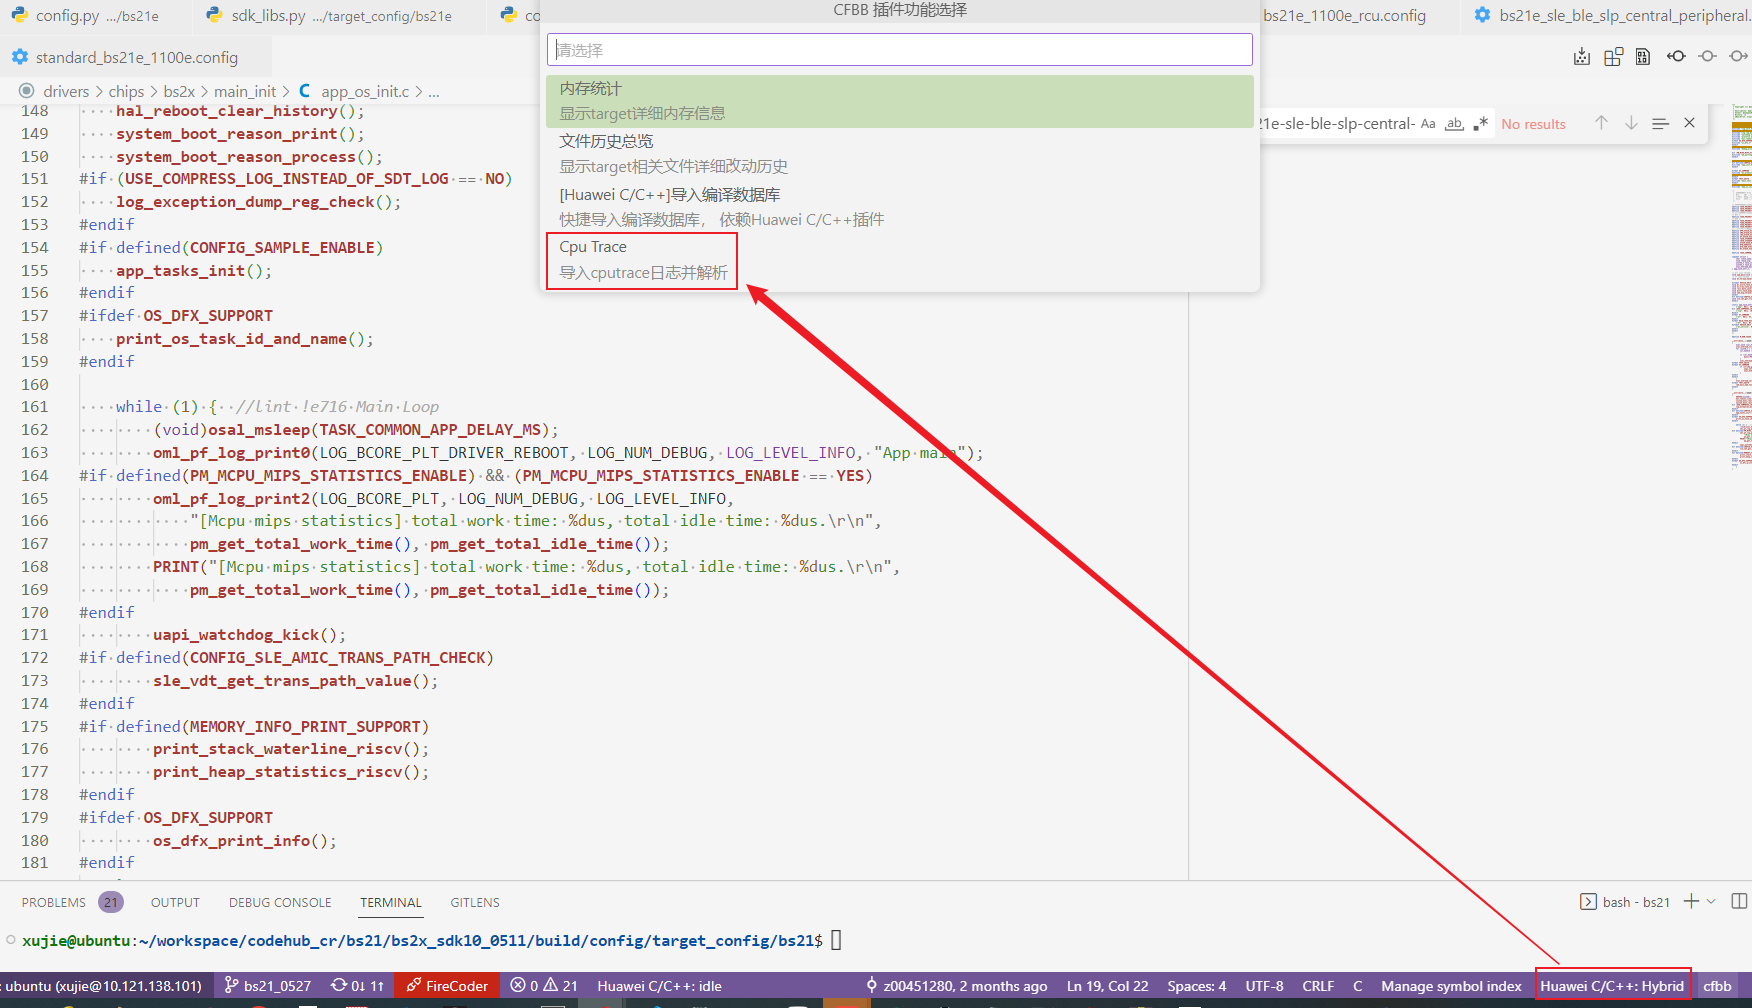 config.py .../bs21e
sdk_libs.py .../target_config/bs21e
co
CFBB 插件功能选择
bs21e_1100e_rcu.config
bs21e_sle_ble_slp_central_peripheral.
standard_bs21e_1100e.config
请选择
drivers > chips > bs2x > main_init > C app_os_init.c > ...
内存统计
显示target详细内存信息
文件历史总览
显示target相关文件详细改动历史
[Huawei C/C++]导入编译数据库
快捷导入编译数据库， 依赖Huawei C/C++插件
Cpu Trace
导入cputrace日志并解析
21e-sle-ble-slp-central- Aa ab .* No results
148 hal_reboot_clear_history();
149 system_boot_reason_print();
150 system_boot_reason_process();
151 #if (USE_COMPRESS_LOG_INSTEAD_OF_SDT_LOG == NO)
152 log_exception_dump_reg_check();
153 #endif
154 #if defined(CONFIG_SAMPLE_ENABLE)
155 app_tasks_init();
156 #endif
157 #ifdef OS_DFX_SUPPORT
158 print_os_task_id_and_name();
159 #endif
160
161 while (1) { //lint !e716 Main Loop
162 (void)osal_msleep(TASK_COMMON_APP_DELAY_MS);
163 oml_pf_log_print0(LOG_BCORE_PLT_DRIVER_REBOOT, LOG_NUM_DEBUG, LOG_LEVEL_INFO, "App main");
164 #if defined(PM_MCPU_MIPS_STATISTICS_ENABLE) && (PM_MCPU_MIPS_STATISTICS_ENABLE == YES)
165 oml_pf_log_print2(LOG_BCORE_PLT, LOG_NUM_DEBUG, LOG_LEVEL_INFO,
166 "[Mcpu mips statistics] total work time: %dus, total idle time: %dus.\r\n",
167 pm_get_total_work_time(), pm_get_total_idle_time());
168 PRINT("[Mcpu mips statistics] total work time: %dus, total idle time: %dus.\r\n",
169 pm_get_total_work_time(), pm_get_total_idle_time());
170 #endif
171 uapi_watchdog_kick();
172 #if defined(CONFIG_SLE_AMIC_TRANS_PATH_CHECK)
173 sle_vdt_get_trans_path_value();
174 #endif
175 #if defined(MEMORY_INFO_PRINT_SUPPORT)
176 print_stack_waterline_riscv();
177 print_heap_statistics_riscv();
178 #endif
179 #ifdef OS_DFX_SUPPORT
180 os_dfx_print_info();
181 #endif
PROBLEMS 21 OUTPUT DEBUG CONSOLE TERMINAL GITLENS
bash - bs21
xujie@ubuntu:~/workspace/codehub_cr/bs21/bs2x_sdk10_0511/build/config/target_config/bs21$
: ubuntu (xujie@10.121.138.101) bs21_0527 0↓ 1↑ FireCoder 0 21 Huawei C/C++: idle z00451280, 2 months ago Ln 19, Col 22 Spaces: 4 UTF-8 CRLF C Manage symbol index Huawei C/C++: Hybrid cfbb